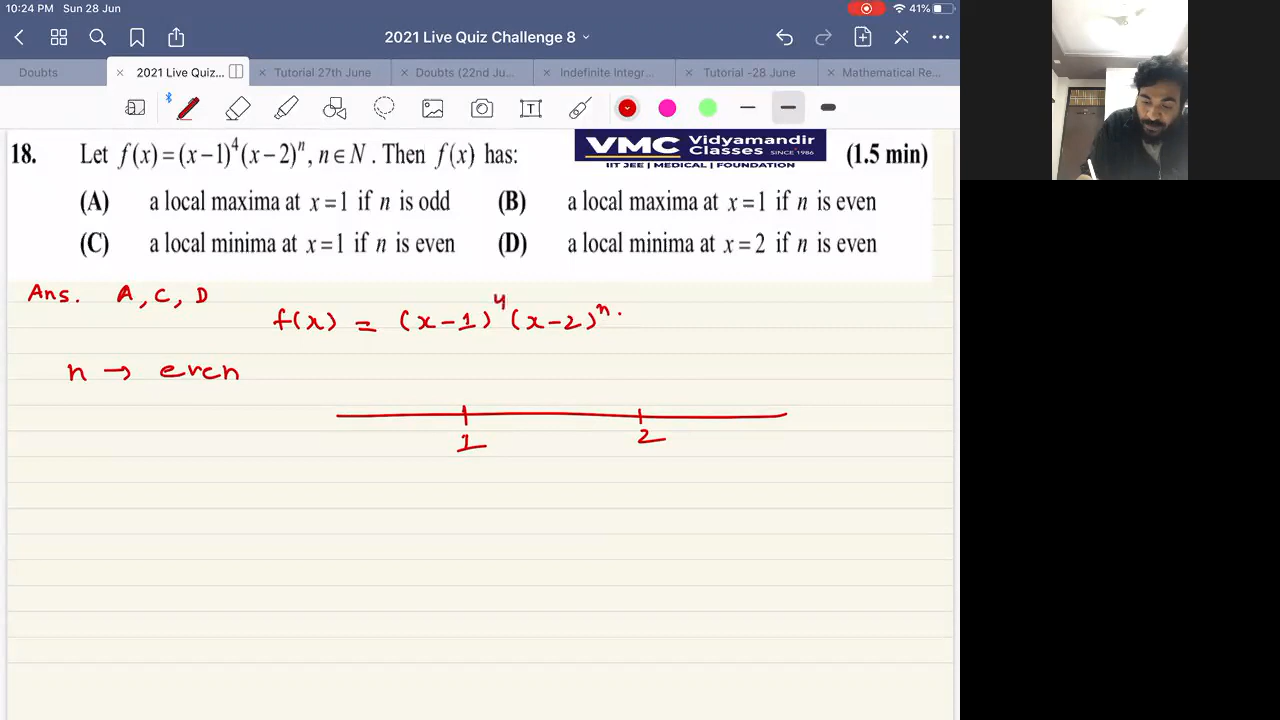 10:24 PM Sun 28 Jun
41%
2021 Live Quiz Challenge 8
Doubts
2021 Live Quiz...
Tutorial 27th June
Doubts (22nd Ju...
Indefinite Integr...
Tutorial -28 June
Mathematical Re...
18. Let f(x)=(x−1)⁴(x−2)ⁿ, n∈N. Then f(x) has: (1.5 min)
VMC Vidyamandir Classes SINCE 1986
IIT JEE | MEDICAL | FOUNDATION
(A) a local maxima at x=1 if n is odd (B) a local maxima at x=1 if n is even
(C) a local minima at x=1 if n is even (D) a local minima at x=2 if n is even
Ans. A, C, D
f(x) = (x-1)⁴(x-2)ⁿ.
n → even
1 2